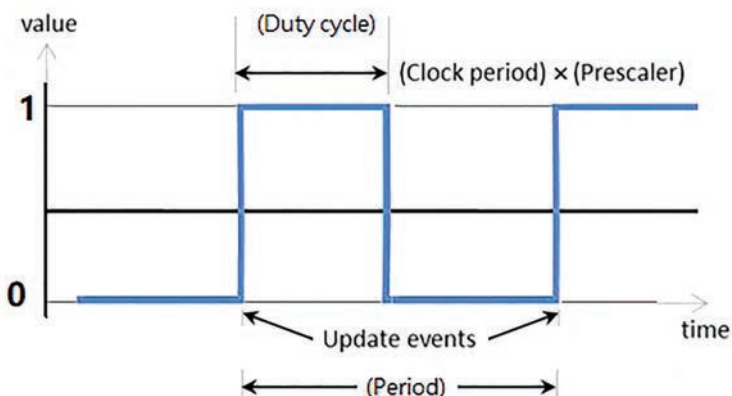 value
(Duty cycle)
(Clock period) × (Prescaler)
1
0
Update events
time
(Period)